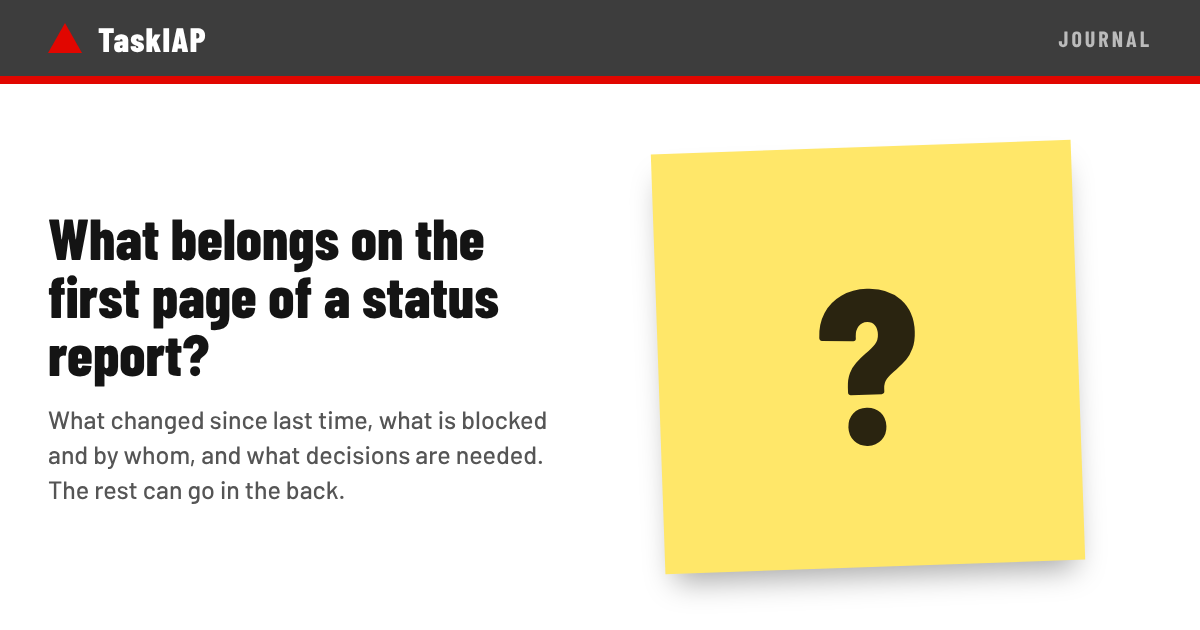 TaskIAP
JOURNAL
What belongs on the
first page of a status
report?
What changed since last time, what is blocked
and by whom, and what decisions are needed.
The rest can go in the back.
?